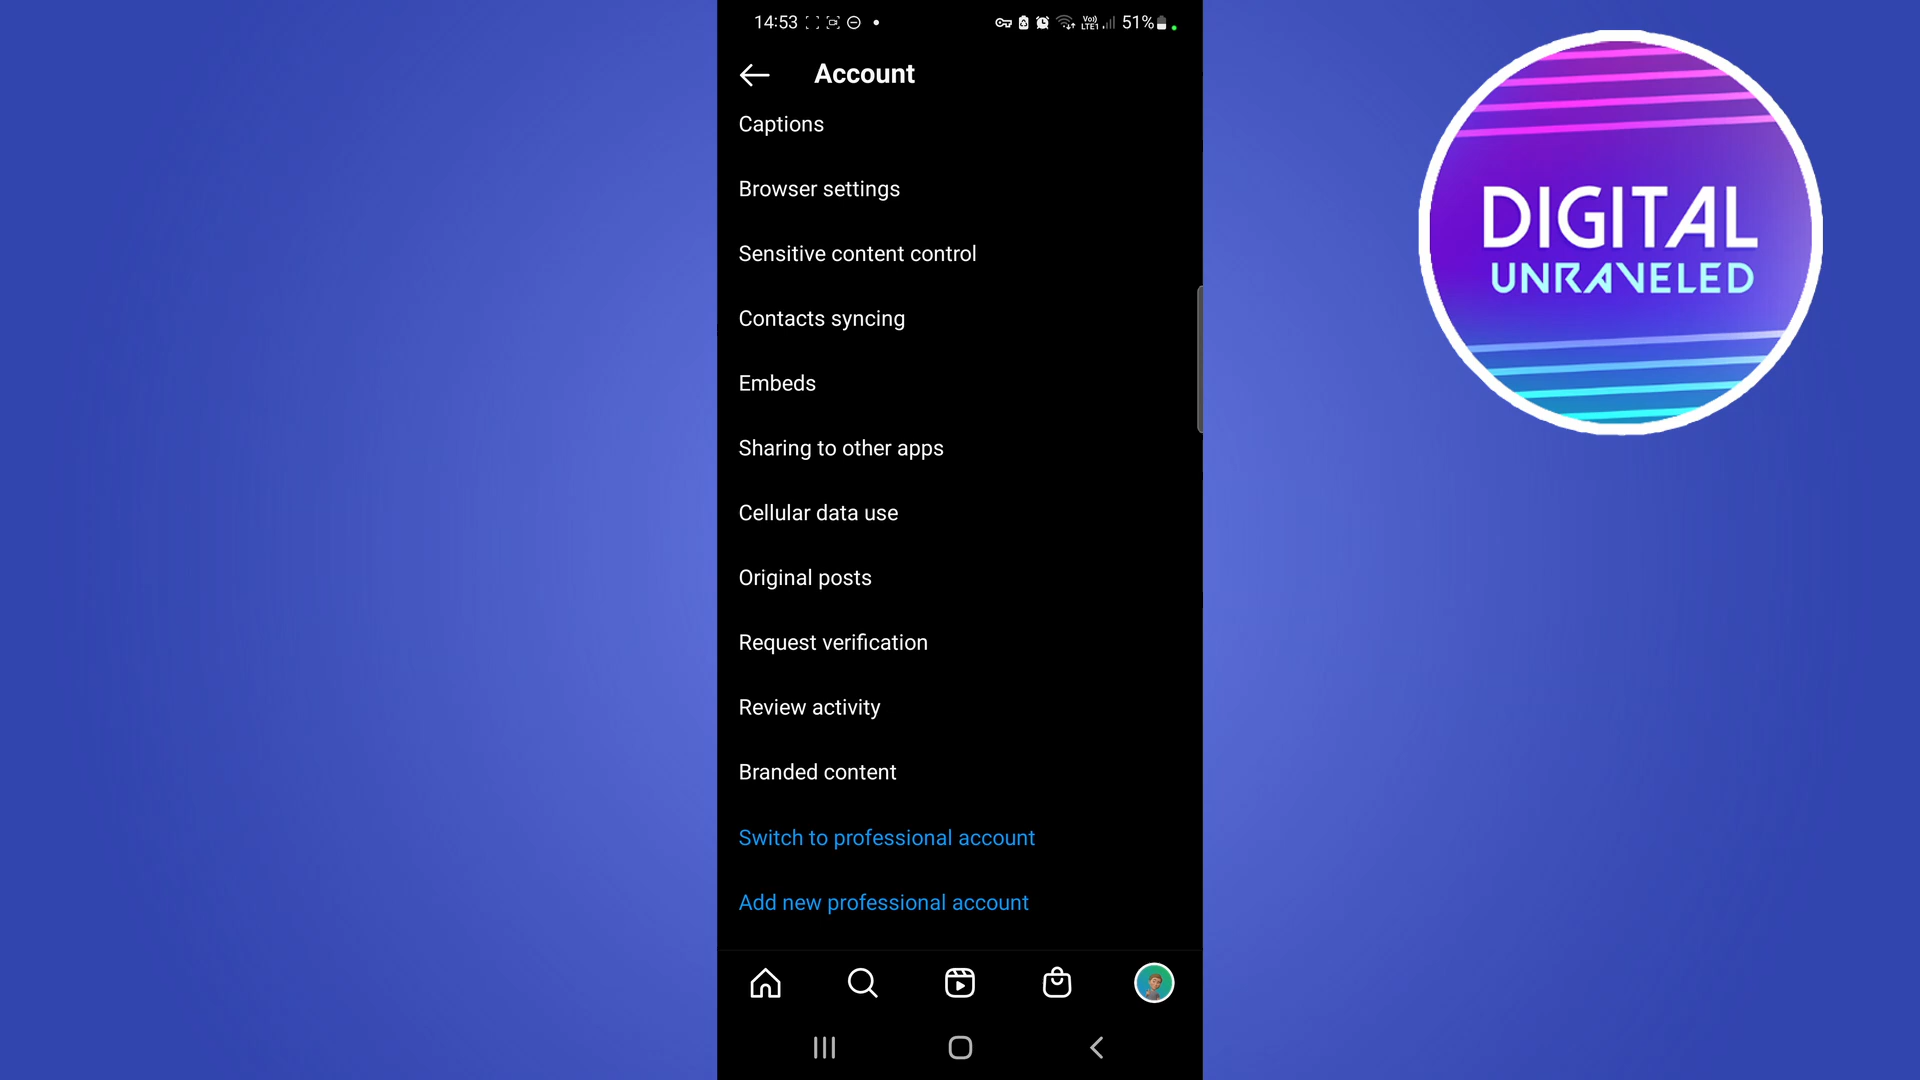 14:53
Vo)) LTE1 51%
Account
Captions
Browser settings
Sensitive content control
Contacts syncing
Embeds
Sharing to other apps
Cellular data use
Original posts
Request verification
Review activity
Branded content
Switch to professional account
Add new professional account
DIGITAL
UNRAVELED